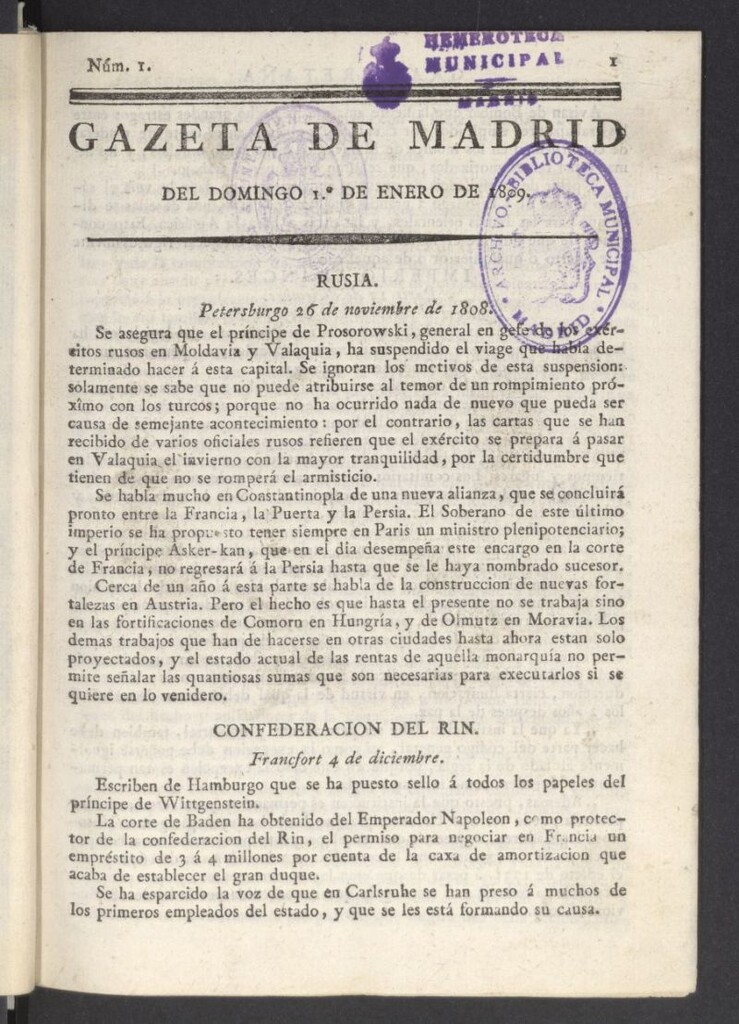 Núm. 1.
1
HEMEROTECA
MUNICIPAL
MADRID
GAZETA DE MADRID
DEL DOMINGO 1.º DE ENERO DE 1809.
ARCHIVO, BIBLIOTECA MUNICIPAL
MADRID
RUSIA.
Petersburgo 26 de noviembre de 1808.
Se asegura que el príncipe de Prosorowski, general en gefe de los exér-
citos rusos en Moldavia y Valaquia, ha suspendido el viage que habia de-
terminado hacer á esta capital. Se ignoran los motivos de esta suspension:
solamente se sabe que no puede atribuirse al temor de un rompimiento pró-
xîmo con los turcos; porque no ha ocurrido nada de nuevo que pueda ser
causa de semejante acontecimiento: por el contrario, las cartas que se han
recibido de varios oficiales rusos refieren que el exército se prepara á pasar
en Valaquia el invierno con la mayor tranquilidad, por la certidumbre que
tienen de que no se romperá el armisticio.
Se habla mucho en Constantinopla de una nueva alianza, que se concluirá
pronto entre la Francia, la Puerta y la Persia. El Soberano de este último
imperio se ha propuesto tener siempre en Paris un ministro plenipotenciario;
y el príncipe Asker-kan, que en el dia desempeña este encargo en la corte
de Francia, no regresará á la Persia hasta que se le haya nombrado sucesor.
Cerca de un año á esta parte se habla de la construccion de nuevas for-
talezas en Austria. Pero el hecho es que hasta el presente no se trabaja sino
en las fortificaciones de Comorn en Hungría, y de Olmutz en Moravia. Los
demas trabajos que han de hacerse en otras ciudades hasta ahora estan solo
proyectados, y el estado actual de las rentas de aquella monarquía no per-
mite señalar las quantiosas sumas que son necesarias para executarlos si se
quiere en lo venidero.
CONFEDERACION DEL RIN.
Francfort 4 de diciembre.
Escriben de Hamburgo que se ha puesto sello á todos los papeles del
príncipe de Wittgenstein.
La corte de Baden ha obtenido del Emperador Napoleon, como protec-
tor de la confederacion del Rin, el permiso para negociar en Francia un
empréstito de 3 á 4 millones por cuenta de la caxa de amortizacion que
acaba de establecer el gran duque.
Se ha esparcido la voz de que en Carlsruhe se han preso á muchos de
los primeros empleados del estado, y que se les está formando su causa.